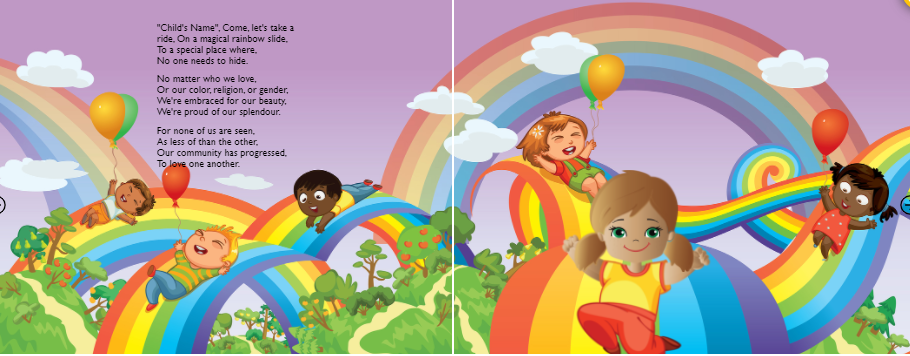 "Child's Name", Come, let's take a
ride, On a magical rainbow slide,
To a special place where,
No one needs to hide.
No matter who we love,
Or our color, religion, or gender,
We're embraced for our beauty,
We're proud of our splendour.
For none of us are seen,
As less of than the other,
Our community has progressed,
To love one another.